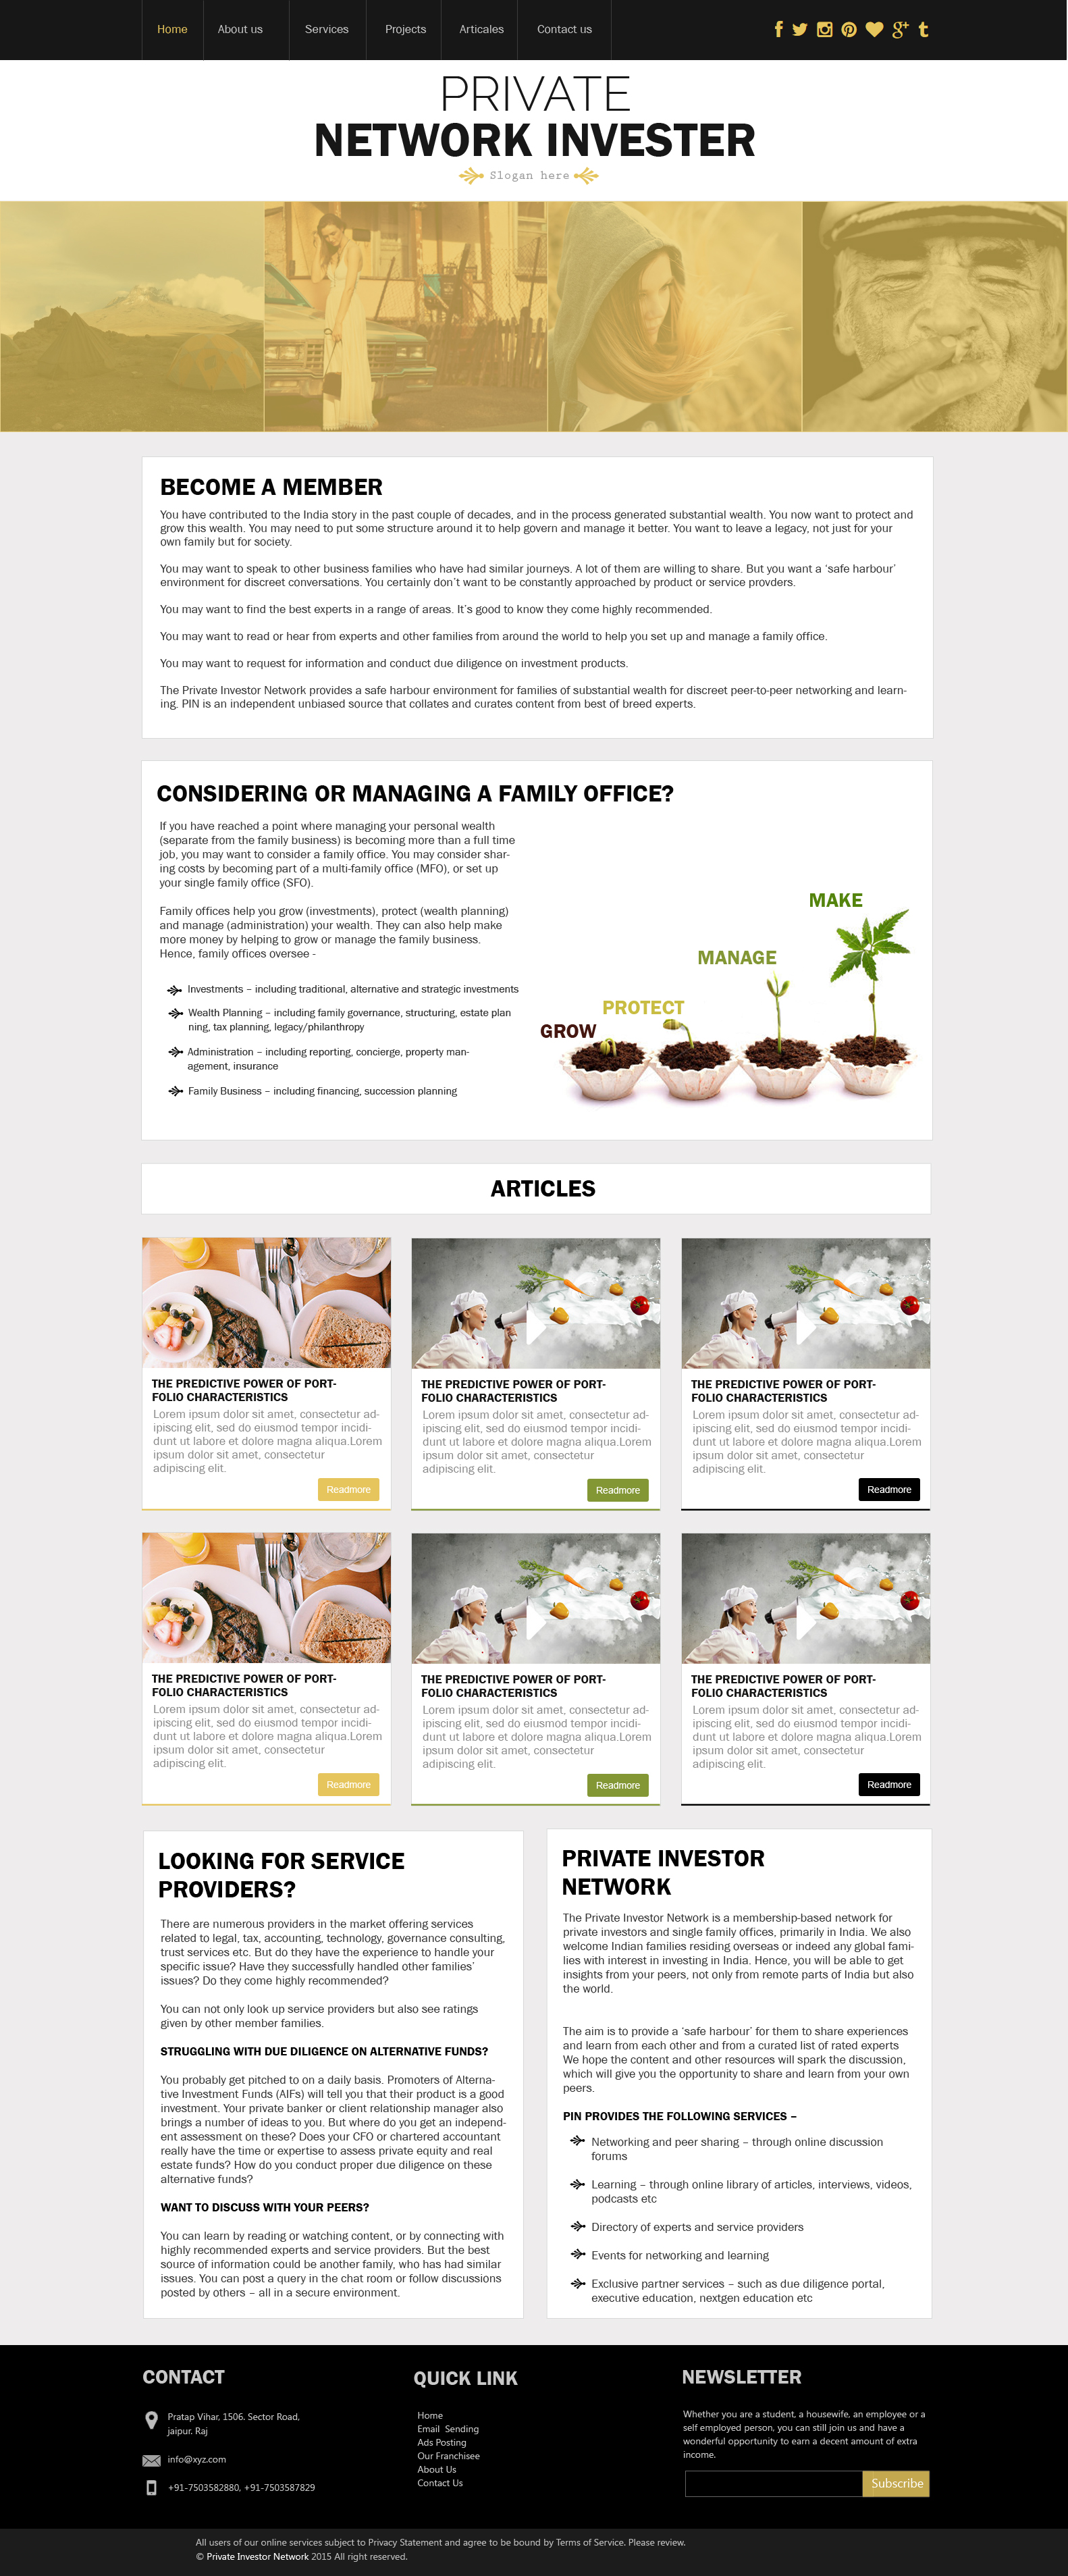 Home About us Services Projects Articales Contact us
PRIVATE
NETWORK INVESTER
Slogan here
BECOME A MEMBER
You have contributed to the India story in the past couple of decades, and in the process generated substantial wealth. You now want to protect and
grow this wealth. You may need to put some structure around it to help govern and manage it better. You want to leave a legacy, not just for your
own family but for society.
You may want to speak to other business families who have had similar journeys. A lot of them are willing to share. But you want a ‘safe harbour’
environment for discreet conversations. You certainly don’t want to be constantly approached by product or service provders.
You may want to find the best experts in a range of areas. It’s good to know they come highly recommended.
You may want to read or hear from experts and other families from around the world to help you set up and manage a family office.
You may want to request for information and conduct due diligence on investment products.
The Private Investor Network provides a safe harbour environment for families of substantial wealth for discreet peer-to-peer networking and learn-
ing. PIN is an independent unbiased source that collates and curates content from best of breed experts.
CONSIDERING OR MANAGING A FAMILY OFFICE?
If you have reached a point where managing your personal wealth
(separate from the family business) is becoming more than a full time
job, you may want to consider a family office. You may consider shar-
ing costs by becoming part of a multi-family office (MFO), or set up
your single family office (SFO).
Family offices help you grow (investments), protect (wealth planning)
and manage (administration) your wealth. They can also help make
more money by helping to grow or manage the family business.
Hence, family offices oversee -
Investments – including traditional, alternative and strategic investments
Wealth Planning – including family governance, structuring, estate plan
ning, tax planning, legacy/philanthropy
Administration – including reporting, concierge, property man-
agement, insurance
Family Business – including financing, succession planning
GROW
PROTECT
MANAGE
MAKE
ARTICLES
THE PREDICTIVE POWER OF PORT-
FOLIO CHARACTERISTICS
Lorem ipsum dolor sit amet, consectetur ad-
ipiscing elit, sed do eiusmod tempor incidi-
dunt ut labore et dolore magna aliqua.Lorem
ipsum dolor sit amet, consectetur
adipiscing elit.
Readmore
THE PREDICTIVE POWER OF PORT-
FOLIO CHARACTERISTICS
Lorem ipsum dolor sit amet, consectetur ad-
ipiscing elit, sed do eiusmod tempor incidi-
dunt ut labore et dolore magna aliqua.Lorem
ipsum dolor sit amet, consectetur
adipiscing elit.
Readmore
THE PREDICTIVE POWER OF PORT-
FOLIO CHARACTERISTICS
Lorem ipsum dolor sit amet, consectetur ad-
ipiscing elit, sed do eiusmod tempor incidi-
dunt ut labore et dolore magna aliqua.Lorem
ipsum dolor sit amet, consectetur
adipiscing elit.
Readmore
THE PREDICTIVE POWER OF PORT-
FOLIO CHARACTERISTICS
Lorem ipsum dolor sit amet, consectetur ad-
ipiscing elit, sed do eiusmod tempor incidi-
dunt ut labore et dolore magna aliqua.Lorem
ipsum dolor sit amet, consectetur
adipiscing elit.
Readmore
THE PREDICTIVE POWER OF PORT-
FOLIO CHARACTERISTICS
Lorem ipsum dolor sit amet, consectetur ad-
ipiscing elit, sed do eiusmod tempor incidi-
dunt ut labore et dolore magna aliqua.Lorem
ipsum dolor sit amet, consectetur
adipiscing elit.
Readmore
THE PREDICTIVE POWER OF PORT-
FOLIO CHARACTERISTICS
Lorem ipsum dolor sit amet, consectetur ad-
ipiscing elit, sed do eiusmod tempor incidi-
dunt ut labore et dolore magna aliqua.Lorem
ipsum dolor sit amet, consectetur
adipiscing elit.
Readmore
LOOKING FOR SERVICE
PROVIDERS?
There are numerous providers in the market offering services
related to legal, tax, accounting, technology, governance consulting,
trust services etc. But do they have the experience to handle your
specific issue? Have they successfully handled other families’
issues? Do they come highly recommended?
You can not only look up service providers but also see ratings
given by other member families.
STRUGGLING WITH DUE DILIGENCE ON ALTERNATIVE FUNDS?
You probably get pitched to on a daily basis. Promoters of Alterna-
tive Investment Funds (AIFs) will tell you that their product is a good
investment. Your private banker or client relationship manager also
brings a number of ideas to you. But where do you get an independ-
ent assessment on these? Does your CFO or chartered accountant
really have the time or expertise to assess private equity and real
estate funds? How do you conduct proper due diligence on these
alternative funds?
WANT TO DISCUSS WITH YOUR PEERS?
You can learn by reading or watching content, or by connecting with
highly recommended experts and service providers. But the best
source of information could be another family, who has had similar
issues. You can post a query in the chat room or follow discussions
posted by others – all in a secure environment.
PRIVATE INVESTOR
NETWORK
The Private Investor Network is a membership-based network for
private investors and single family offices, primarily in India. We also
welcome Indian families residing overseas or indeed any global fami-
lies with interest in investing in India. Hence, you will be able to get
insights from your peers, not only from remote parts of India but also
the world.
The aim is to provide a ‘safe harbour’ for them to share experiences
and learn from each other and from a curated list of rated experts
We hope the content and other resources will spark the discussion,
which will give you the opportunity to share and learn from your own
peers.
PIN PROVIDES THE FOLLOWING SERVICES –
Networking and peer sharing – through online discussion
forums
Learning – through online library of articles, interviews, videos,
podcasts etc
Directory of experts and service providers
Events for networking and learning
Exclusive partner services – such as due diligence portal,
executive education, nextgen education etc
CONTACT
Pratap Vihar, 1506. Sector Road,
jaipur. Raj
info@xyz.com
+91-7503582880, +91-7503587829
QUICK LINK
Home
Email Sending
Ads Posting
Our Franchisee
About Us
Contact Us
NEWSLETTER
Whether you are a student, a housewife, an employee or a
self employed person, you can still join us and have a
wonderful opportunity to earn a decent amount of extra
income.
Subscribe
All users of our online services subject to Privacy Statement and agree to be bound by Terms of Service. Please review.
© Private Investor Network 2015 All right reserved.